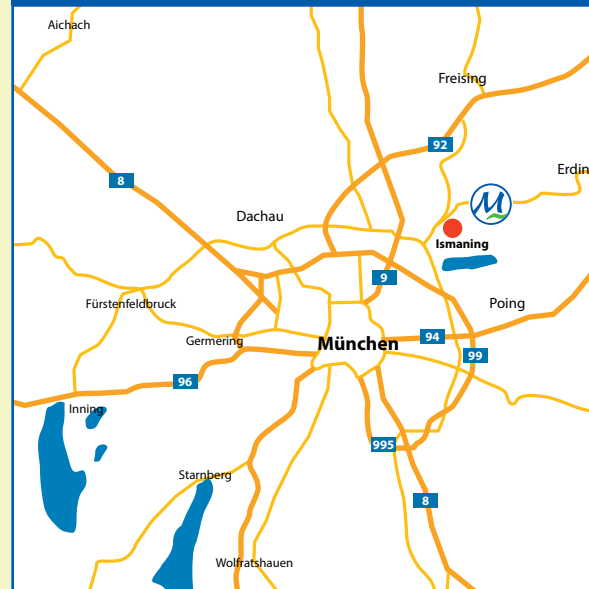 Aichach
Freising
92
Erdin
8
M
Dachau
Ismaning
9
Fürstenfeldbruck
Poing
Germering
München
94
99
96
Inning
995
Starnberg
8
Wolfratshauen